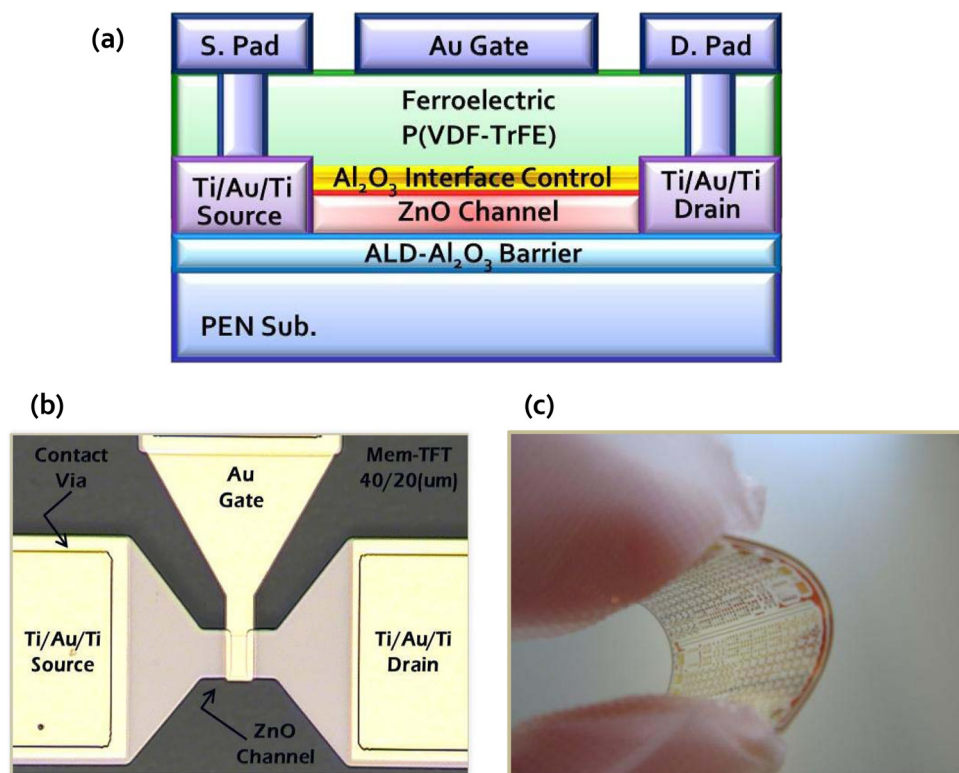 (a)
S. Pad
Au Gate
D. Pad
Ferroelectric
P(VDF-TrFE)
Al₂O₃ Interface Control
Ti/Au/Ti
Source
ZnO Channel
Ti/Au/Ti
Drain
ALD-Al₂O₃ Barrier
PEN Sub.
(b)
Contact
Via
Au
Gate
Mem-TFT
40/20(um)
Ti/Au/Ti
Source
Ti/Au/Ti
Drain
ZnO
Channel
(c)